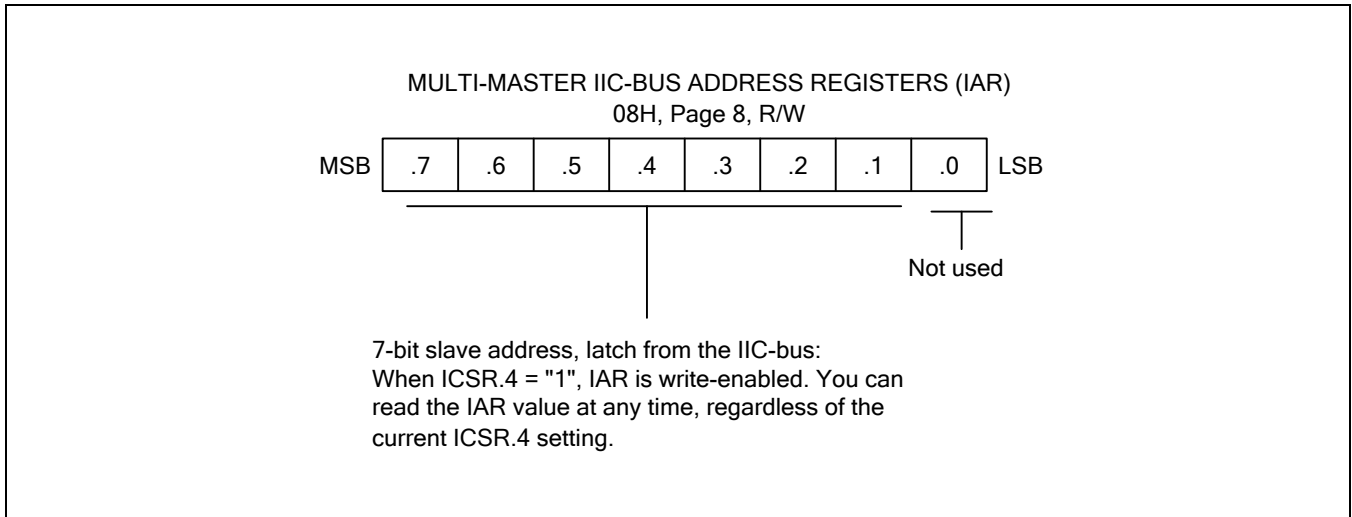 MULTI-MASTER IIC-BUS ADDRESS REGISTERS (IAR)
08H, Page 8, R/W
MSB .7 .6 .5 .4 .3 .2 .1 .0 LSB
Not used
7-bit slave address, latch from the IIC-bus:
When ICSR.4 = "1", IAR is write-enabled. You can
read the IAR value at any time, regardless of the
current ICSR.4 setting.